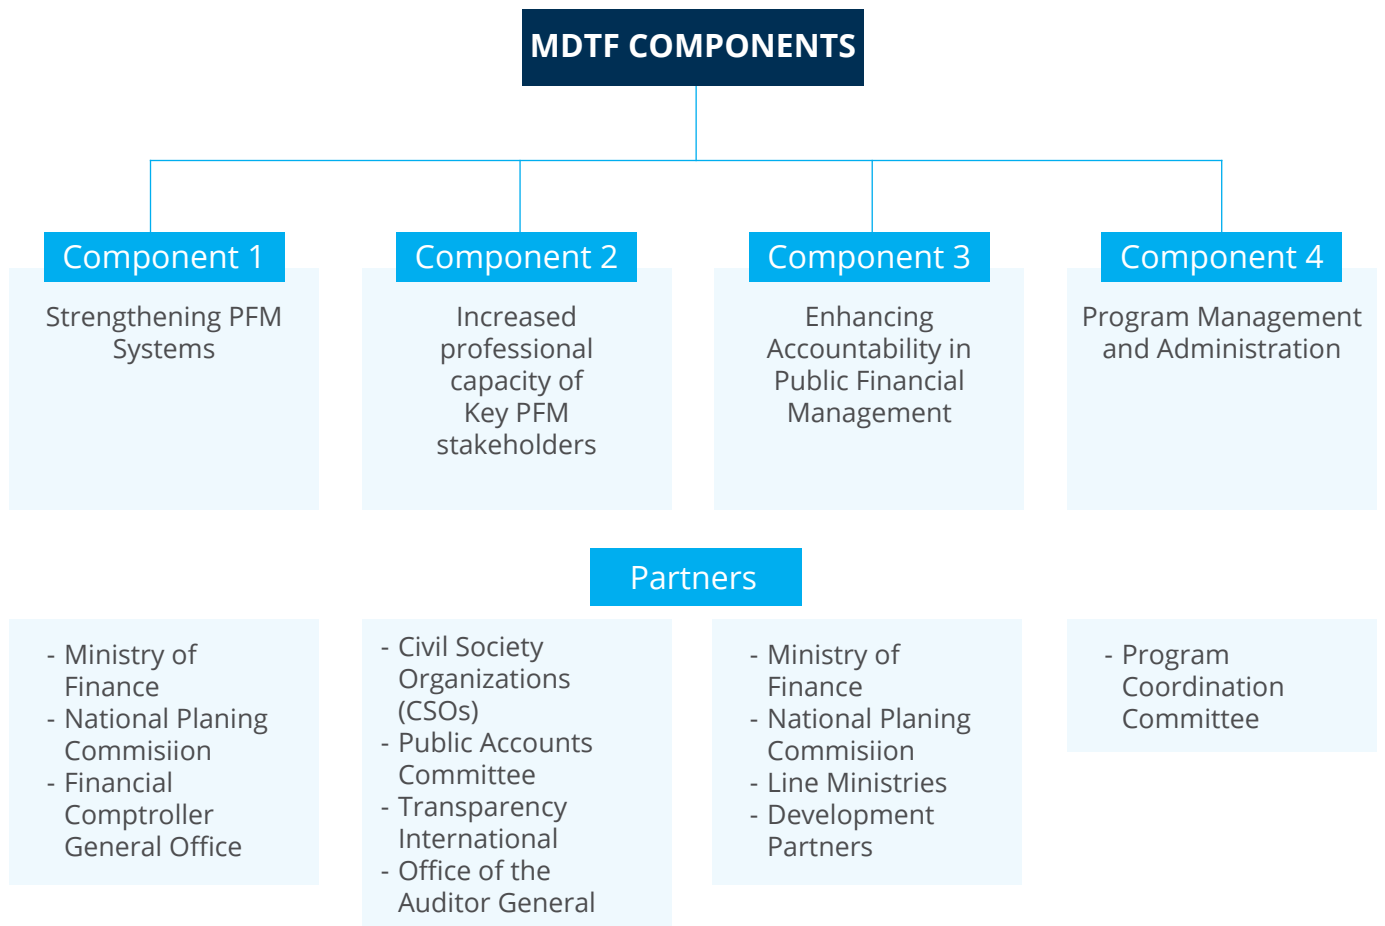 MDTF COMPONENTS
Component 1
Strengthening PFM
Systems
Component 2
Increased
professional
capacity of
Key PFM
stakeholders
Component 3
Enhancing
Accountability in
Public Financial
Management
Component 4
Program Management
and Administration
Partners
- Ministry of
Finance
- National Planing
Commisiion
- Financial
Comptroller
General Office
- Civil Society
Organizations
(CSOs)
- Public Accounts
Committee
- Transparency
International
- Office of the
Auditor General
- Ministry of
Finance
- National Planing
Commisiion
- Line Ministries
- Development
Partners
- Program
Coordination
Committee